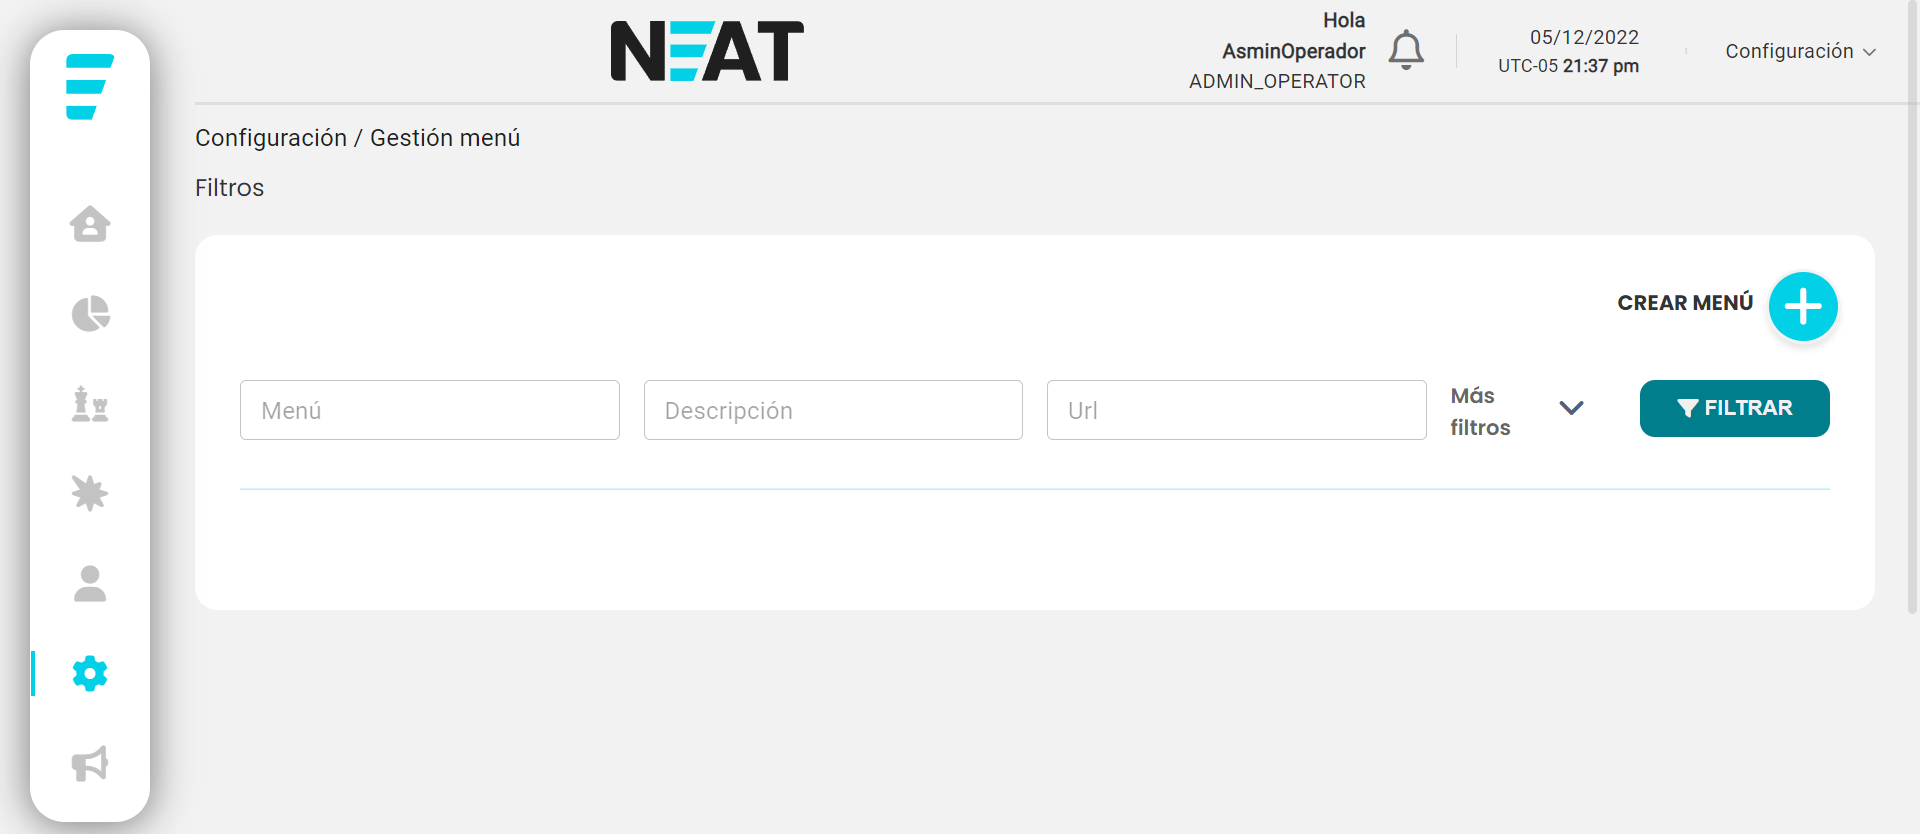 NEAT
Hola
AsminOperador
ADMIN_OPERATOR
05/12/2022
UTC-05 21:37 pm
Configuración
Configuración / Gestión menú
Filtros
CREAR MENÚ
Menú
Descripción
Url
Más
filtros
FILTRAR